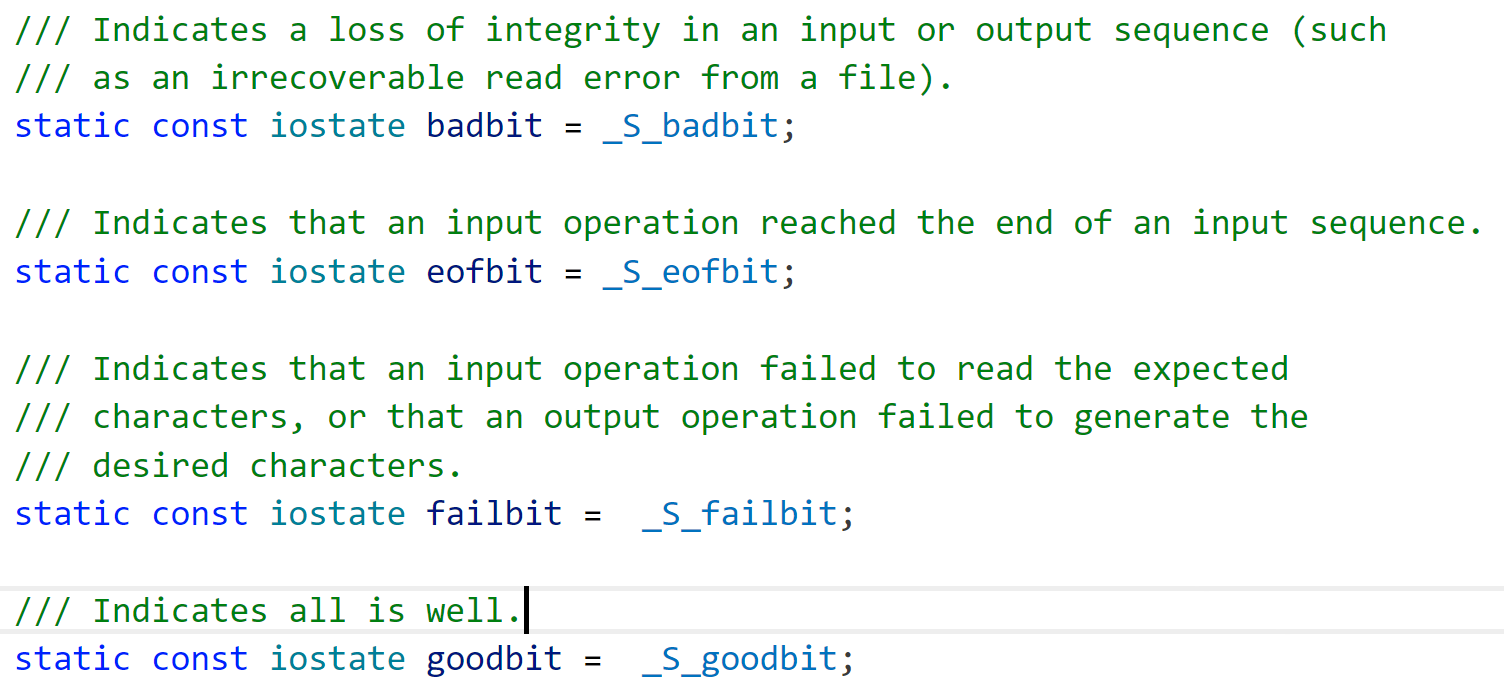 /// Indicates a loss of integrity in an input or output sequence (such
/// as an irrecoverable read error from a file).
static const iostate badbit = _S_badbit;
/// Indicates that an input operation reached the end of an input sequence.
static const iostate eofbit = _S_eofbit;
/// Indicates that an input operation failed to read the expected
/// characters, or that an output operation failed to generate the
/// desired characters.
static const iostate failbit =  _S_failbit;
/// Indicates all is well.
static const iostate goodbit =  _S_goodbit;